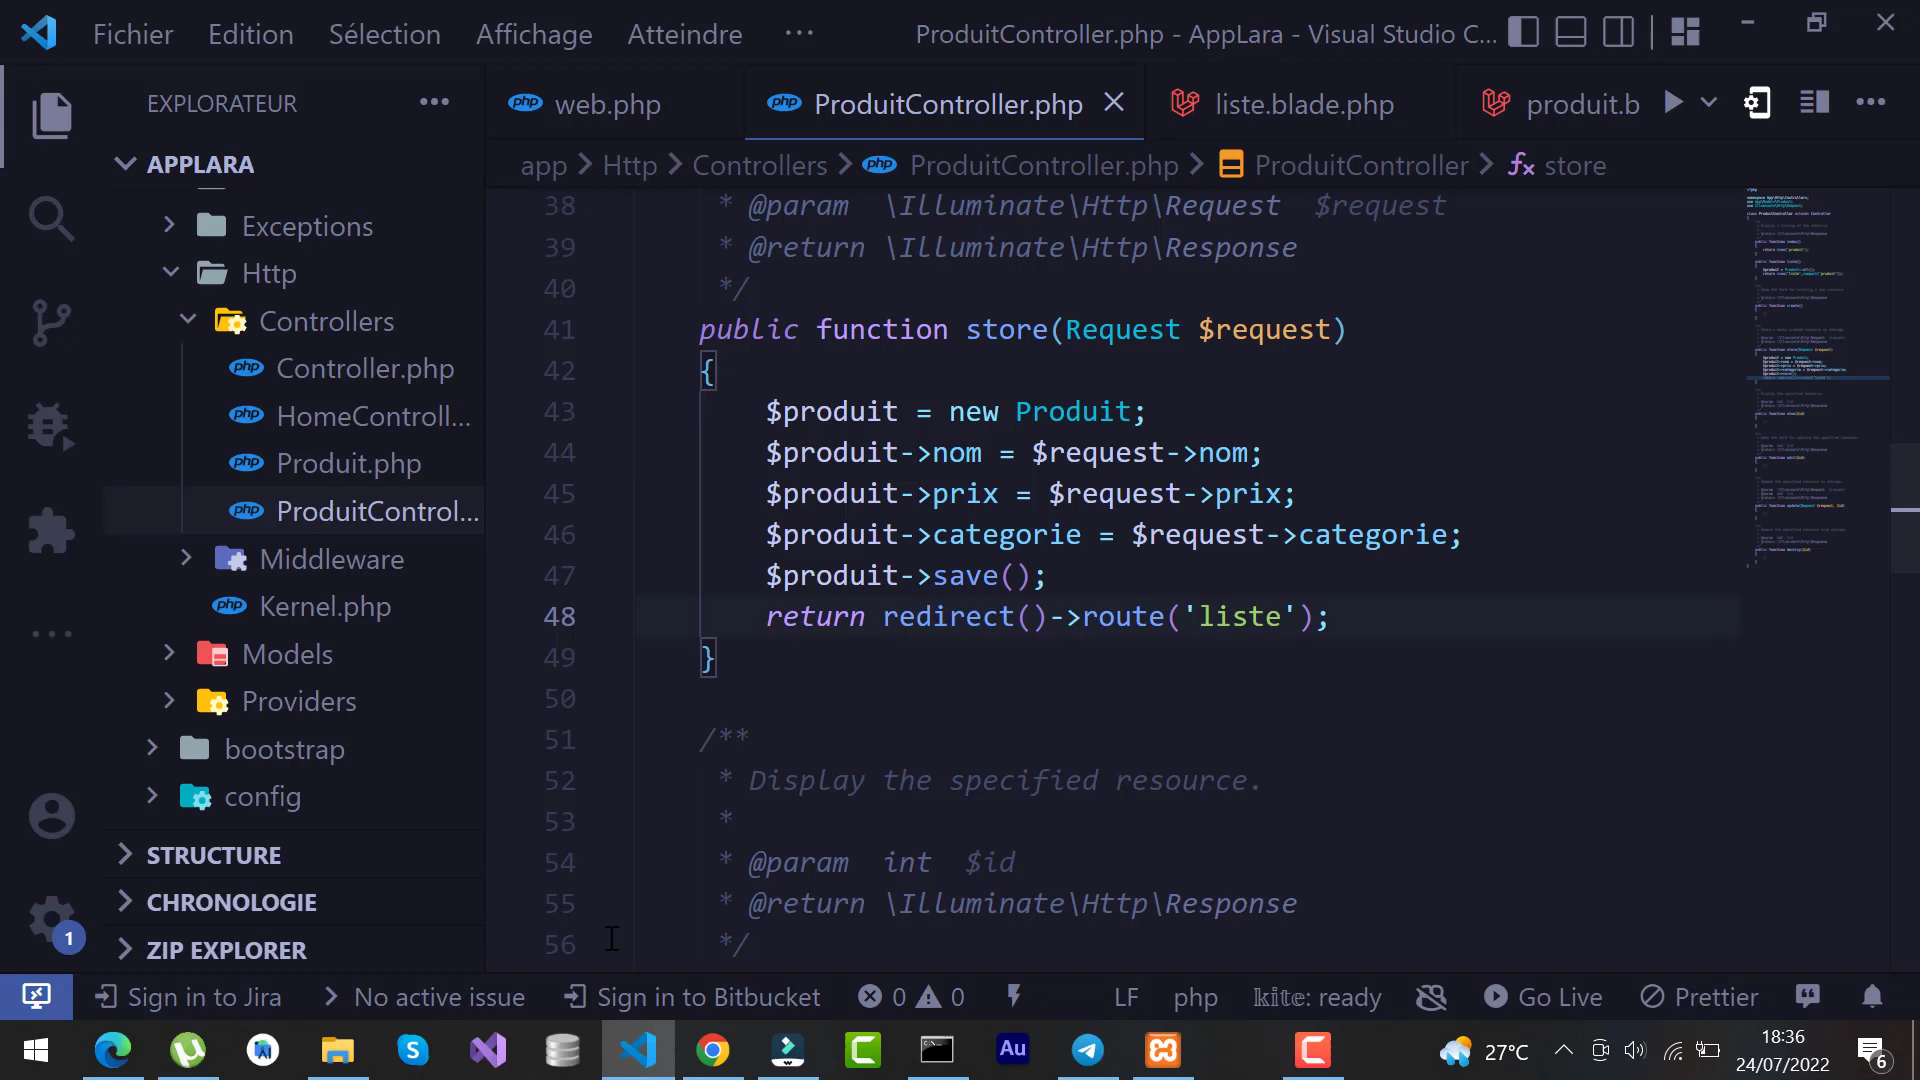 Fichier Edition Sélection Affichage Atteindre ··· ProduitController.php - AppLara - Visual Studio C...
EXPLORATEUR ···
APPLARA
Exceptions
Http
Controllers
Controller.php
HomeControll...
Produit.php
ProduitControl...
Middleware
Kernel.php
Models
Providers
bootstrap
config
STRUCTURE
CHRONOLOGIE
ZIP EXPLORER
1
php web.php php ProduitController.php liste.blade.php produit.b
app > Http > Controllers > php ProduitController.php > ProduitController > store
38 * @param \Illuminate\Http\Request $request
39 * @return \Illuminate\Http\Response
40 */
41 public function store(Request $request)
42 {
43 $produit = new Produit;
44 $produit->nom = $request->nom;
45 $produit->prix = $request->prix;
46 $produit->categorie = $request->categorie;
47 $produit->save();
48 return redirect()->route('liste');
49 }
50
51 /**
52 * Display the specified resource.
53 *
54 * @param int $id
55 * @return \Illuminate\Http\Response
56 */
Sign in to Jira No active issue Sign in to Bitbucket 0 0 LF php kite: ready Go Live Prettier
Au 27°C 18:36
24/07/2022 6